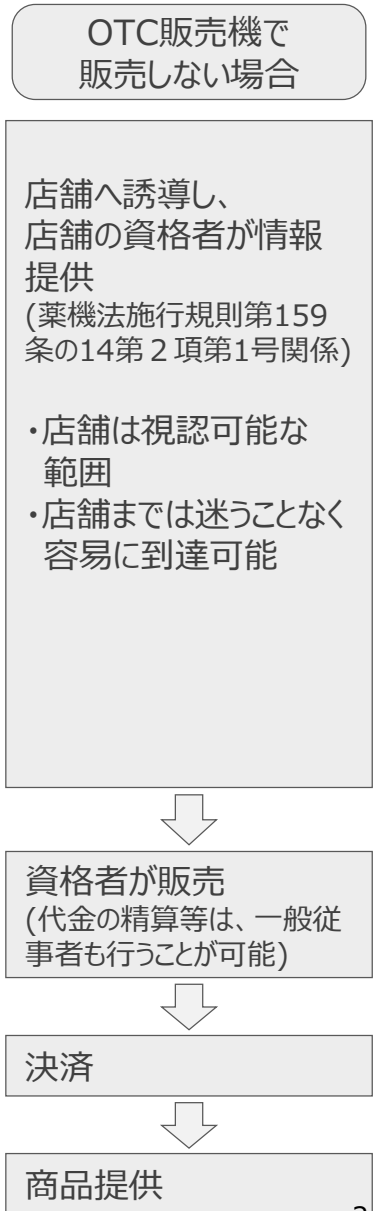 OTC販売機で
販売しない場合
店舗へ誘導し、
店舗の資格者が情報
提供
(薬機法施行規則第159
条の14第２項第1号関係)
・店舗は視認可能な
範囲
・店舗までは迷うことなく
容易に到達可能
資格者が販売
(代金の精算等は、一般従
事者も行うことが可能)
決済
商品提供